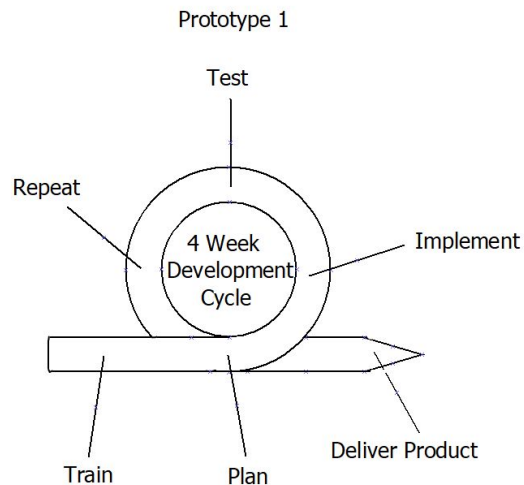 Prototype 1
Test
Repeat
Implement
4 Week
Development
Cycle
Deliver Product
Train
Plan